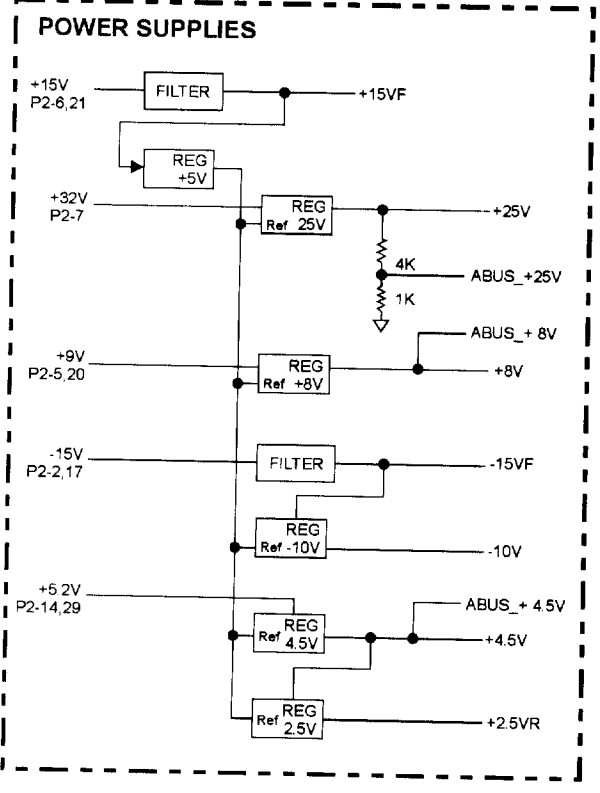 POWER SUPPLIES
+15V
P2-6,21
FILTER
+15VF
REG
+5V
+32V
P2-7
REG
Ref 25V
+25V
4K
ABUS_+25V
1K
ABUS_+ 8V
+9V
P2-5,20
REG
Ref +8V
+8V
-15V
P2-2,17
FILTER
-15VF
REG
Ref -10V
-10V
+5.2V
P2-14,29
ABUS_+ 4.5V
REG
Ref 4.5V
+4.5V
REG
Ref 2.5V
+2.5VR